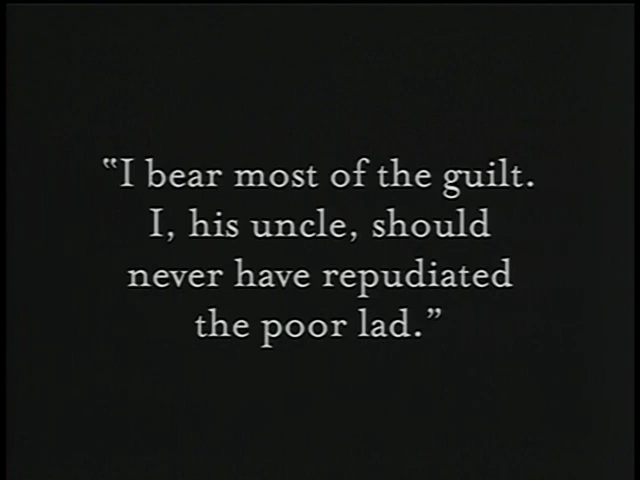 “I bear most of the guilt.
I, his uncle, should
never have repudiated
the poor lad.”